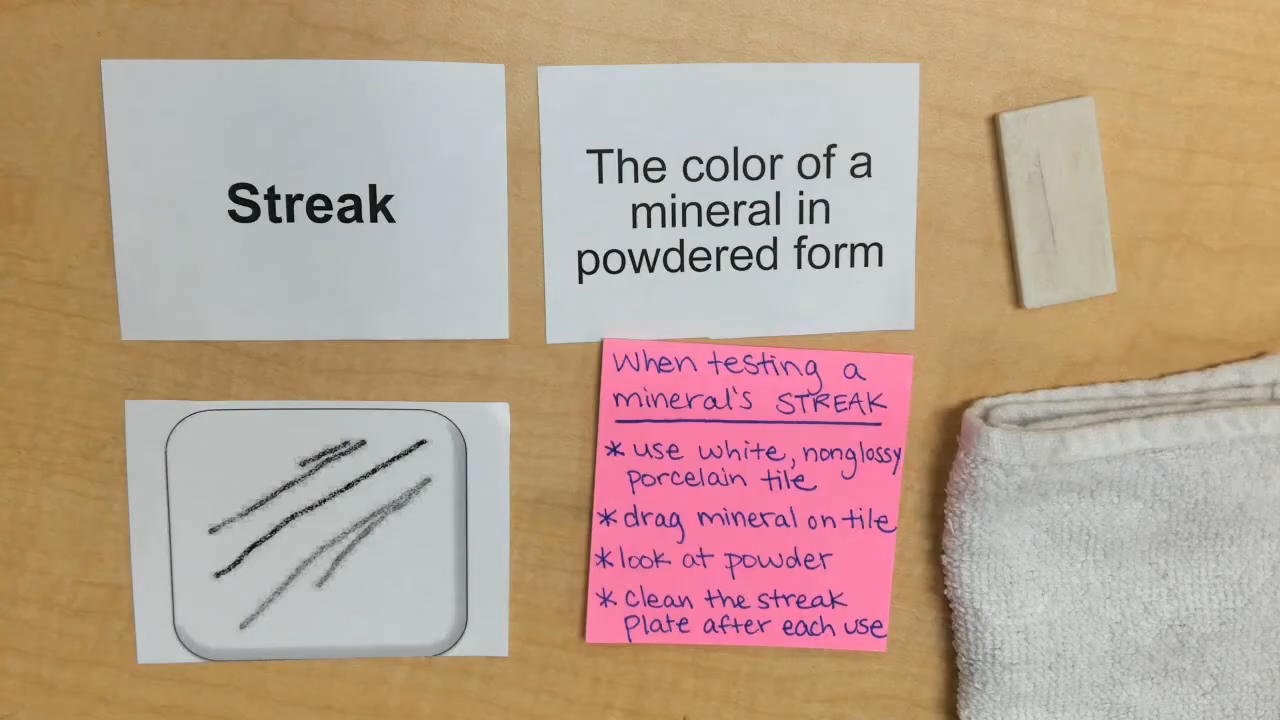 Streak
The color of a
mineral in
powdered form
When testing a
mineral's STREAK
* use white, nonglossy
porcelain tile
* drag mineral on tile
* look at powder
* clean the streak
plate after each use